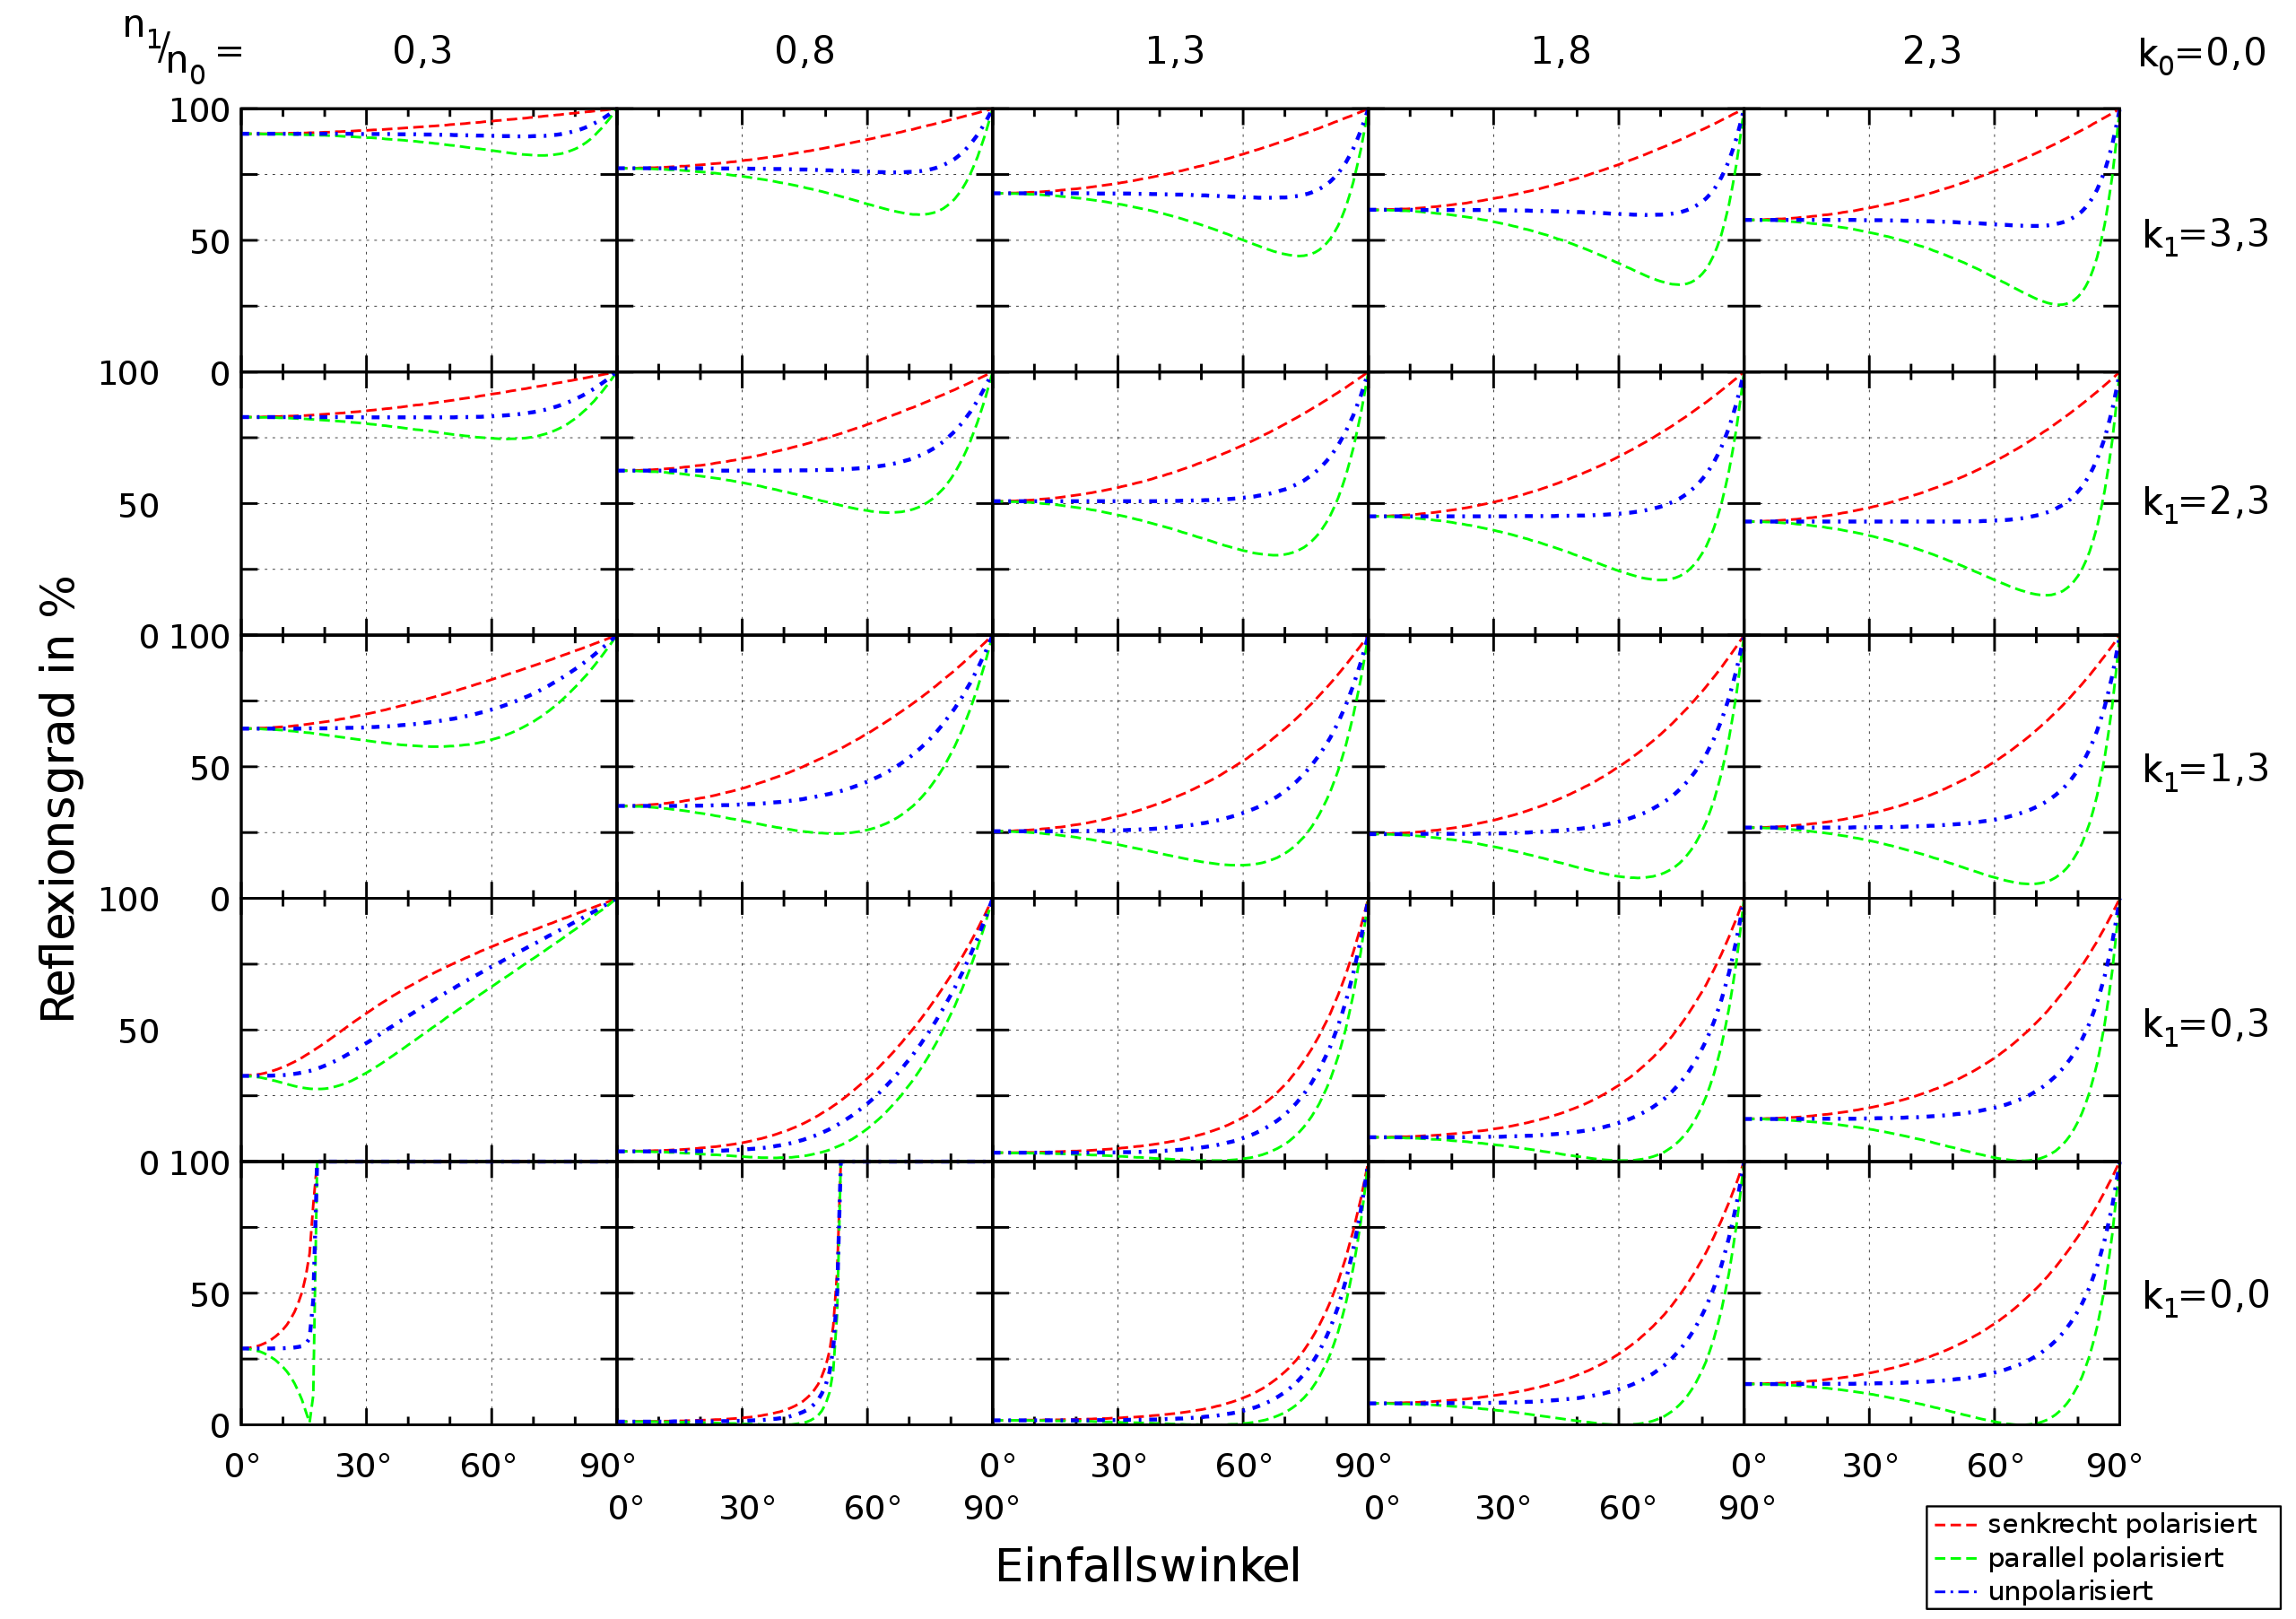 n1/n0 = 0,3 0,8 1,3 1,8 2,3 k0=0,0
100
50 k1=3,3
100 0
50 k1=2,3
0 100
50 k1=1,3
100 0
50 k1=0,3
0 100
50 k1=0,0
0
Reflexionsgrad in %
0° 30° 60° 90° 0° 30° 60° 90° 0° 30° 60° 90°
0° 30° 60° 90° 0° 30° 60° 90°
Einfallswinkel
senkrecht polarisiert
parallel polarisiert
unpolarisiert